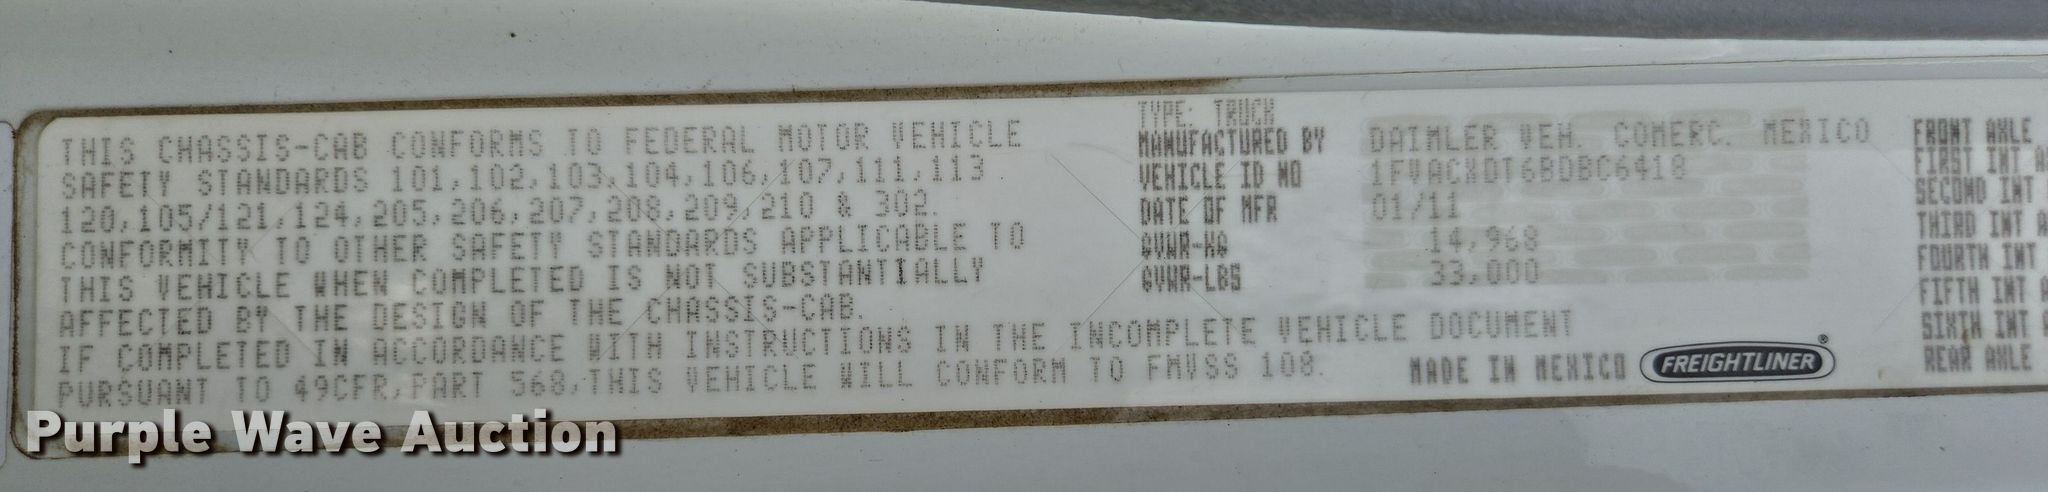 THIS CHASSIS-CAB CONFORMS TO FEDERAL MOTOR VEHICLE
SAFETY STANDARDS 101,102,103,104,106,107,111,113
120,105/121,124,205,206,207,208,209,210 & 302.
CONFORMITY TO OTHER SAFETY STANDARDS APPLICABLE TO
THIS VEHICLE WHEN COMPLETED IS NOT SUBSTANTIALLY
AFFECTED BY THE DESIGN OF THE CHASSIS-CAB.
IF COMPLETED IN ACCORDANCE WITH INSTRUCTIONS IN THE INCOMPLETE VEHICLE DOCUMENT
PURSUANT TO 49CFR,PART 568,THIS VEHICLE WILL CONFORM TO FMVSS 108.
TYPE: TRUCK
MANUFACTURED BY DAIMLER VEH. COMERC. MEXICO
VEHICLE ID NO 1FVACXDT6BDBC6418
DATE OF MFR 01/11
GVWR-KG 14,968
GVWR-LBS 33,000
MADE IN MEXICO FREIGHTLINER®
FRONT AXLE
FIRST INT A
SECOND INT
THIRD INT A
FOURTH INT
FIFTH INT A
SIXTH INT A
REAR AXLE
Purple Wave Auction